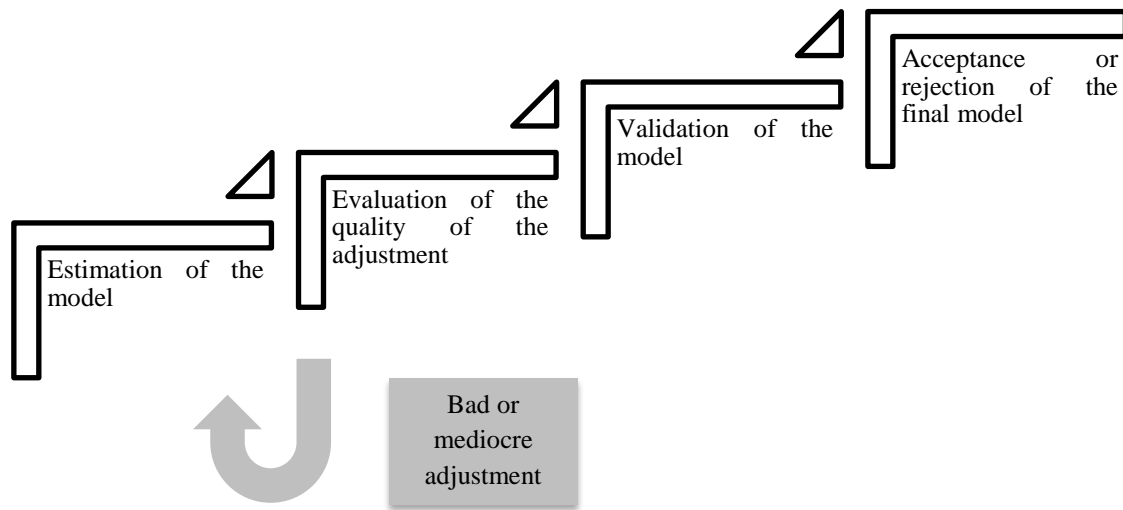 Estimation of the
model
Evaluation of the
quality of the
adjustment
Validation of the
model
Acceptance or
rejection of the
final model
Bad or
mediocre
adjustment